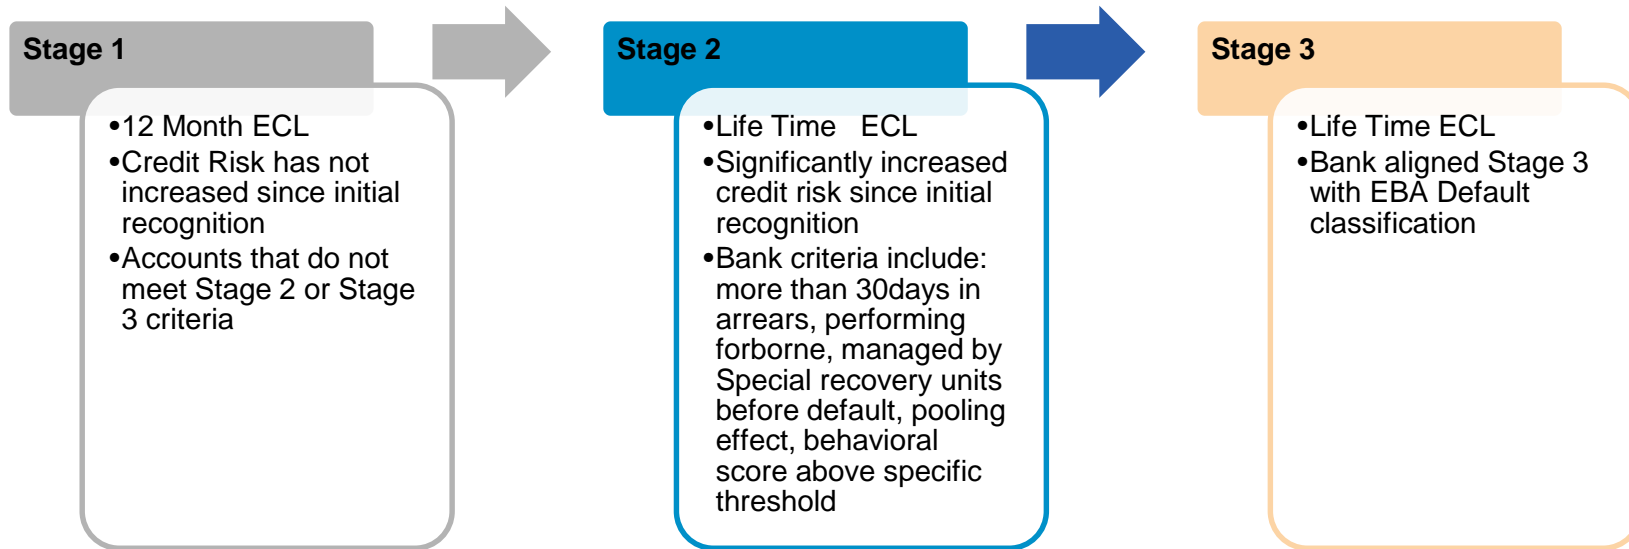 Stage 1
•12 Month ECL
•Credit Risk has not
increased since initial
recognition
•Accounts that do not
meet Stage 2 or Stage
3 criteria
Stage 2
•Life Time   ECL
•Significantly increased
credit risk since initial
recognition
•Bank criteria include:
more than 30days in
arrears, performing
forborne, managed by
Special recovery units
before default, pooling
effect, behavioral
score above specific
threshold
Stage 3
•Life Time ECL
•Bank aligned Stage 3
with EBA Default
classification